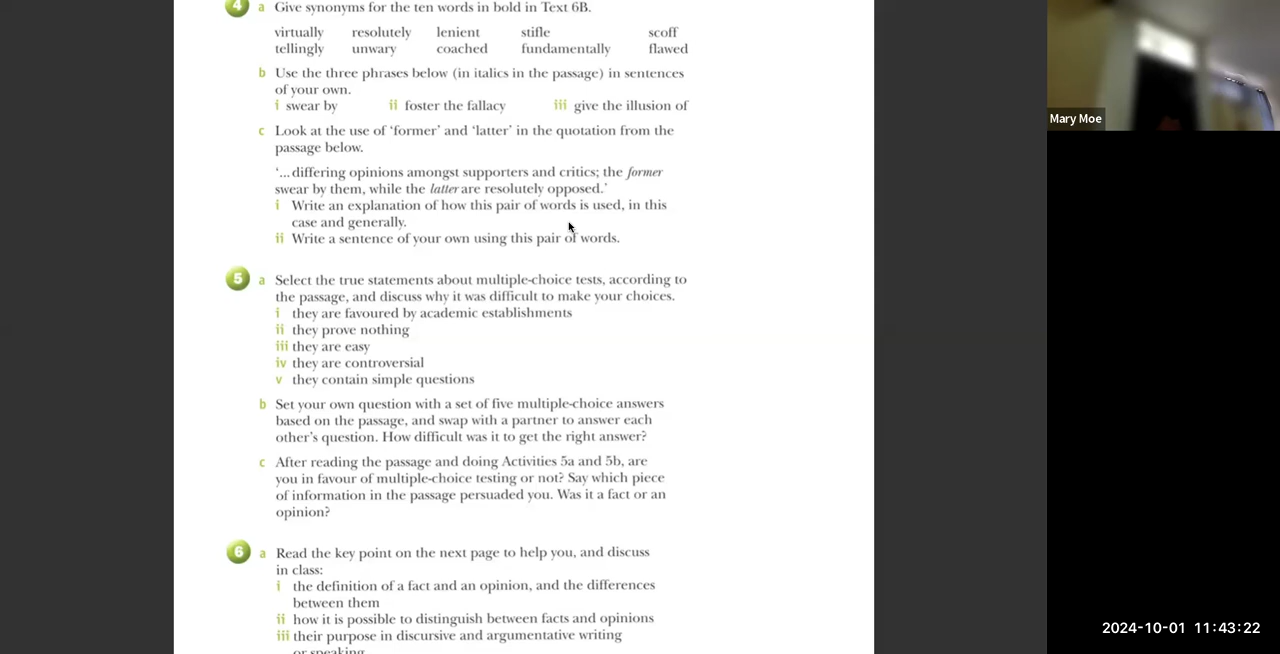 4 a Give synonyms for the ten words in bold in Text 6B.
virtually resolutely lenient stifle scoff
tellingly unwary coached fundamentally flawed
b Use the three phrases below (in italics in the passage) in sentences
of your own.
i swear by ii foster the fallacy iii give the illusion of
c Look at the use of ‘former’ and ‘latter’ in the quotation from the
passage below.
‘... differing opinions amongst supporters and critics; the former
swear by them, while the latter are resolutely opposed.’
i Write an explanation of how this pair of words is used, in this
case and generally.
ii Write a sentence of your own using this pair of words.
5 a Select the true statements about multiple-choice tests, according to
the passage, and discuss why it was difficult to make your choices.
i they are favoured by academic establishments
ii they prove nothing
iii they are easy
iv they are controversial
v they contain simple questions
b Set your own question with a set of five multiple-choice answers
based on the passage, and swap with a partner to answer each
other’s question. How difficult was it to get the right answer?
c After reading the passage and doing Activities 5a and 5b, are
you in favour of multiple-choice testing or not? Say which piece
of information in the passage persuaded you. Was it a fact or an
opinion?
6 a Read the key point on the next page to help you, and discuss
in class:
i the definition of a fact and an opinion, and the differences
between them
ii how it is possible to distinguish between facts and opinions
iii their purpose in discursive and argumentative writing
or speaking
Mary Moe
2024-10-01 11:43:22